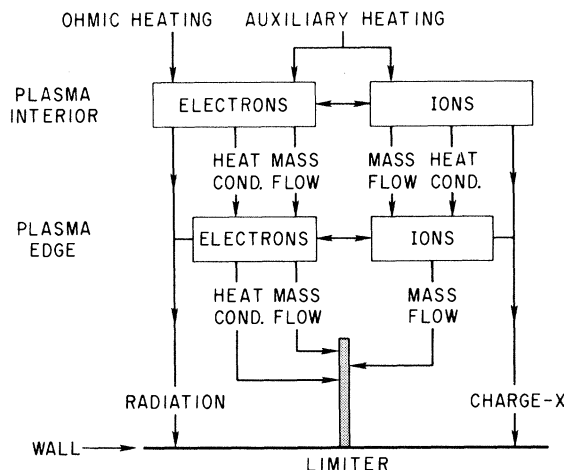 OHMIC HEATING
AUXILIARY HEATING
PLASMA
INTERIOR
ELECTRONS
IONS
HEAT MASS
COND. FLOW
MASS HEAT
FLOW COND.
PLASMA
EDGE
ELECTRONS
IONS
HEAT MASS
COND. FLOW
MASS
FLOW
RADIATION
CHARGE-X
WALL
LIMITER